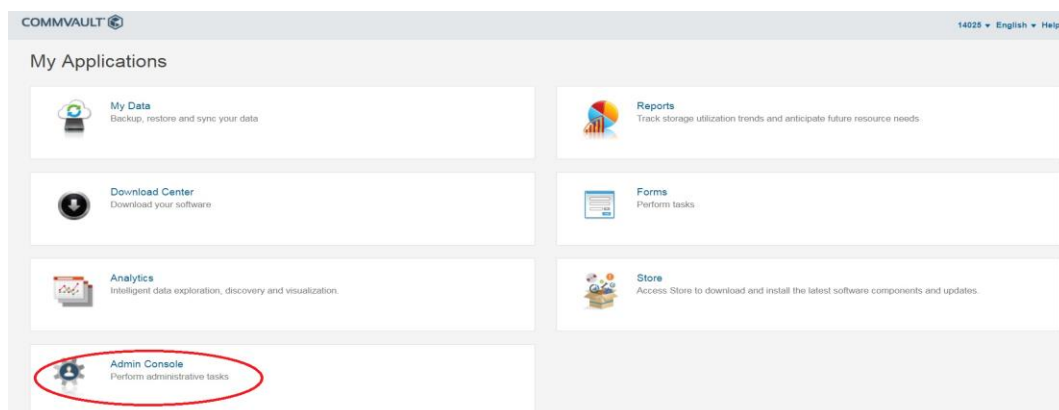 COMMVAULT
14025 English Help
My Applications
My Data
Backup, restore and sync your data
Reports
Track storage utilization trends and anticipate future resource needs.
Download Center
Download your software
Forms
Perform tasks
Analytics
Intelligent data exploration, discovery and visualization.
Store
Access Store to download and install the latest software components and updates.
Admin Console
Perform administrative tasks